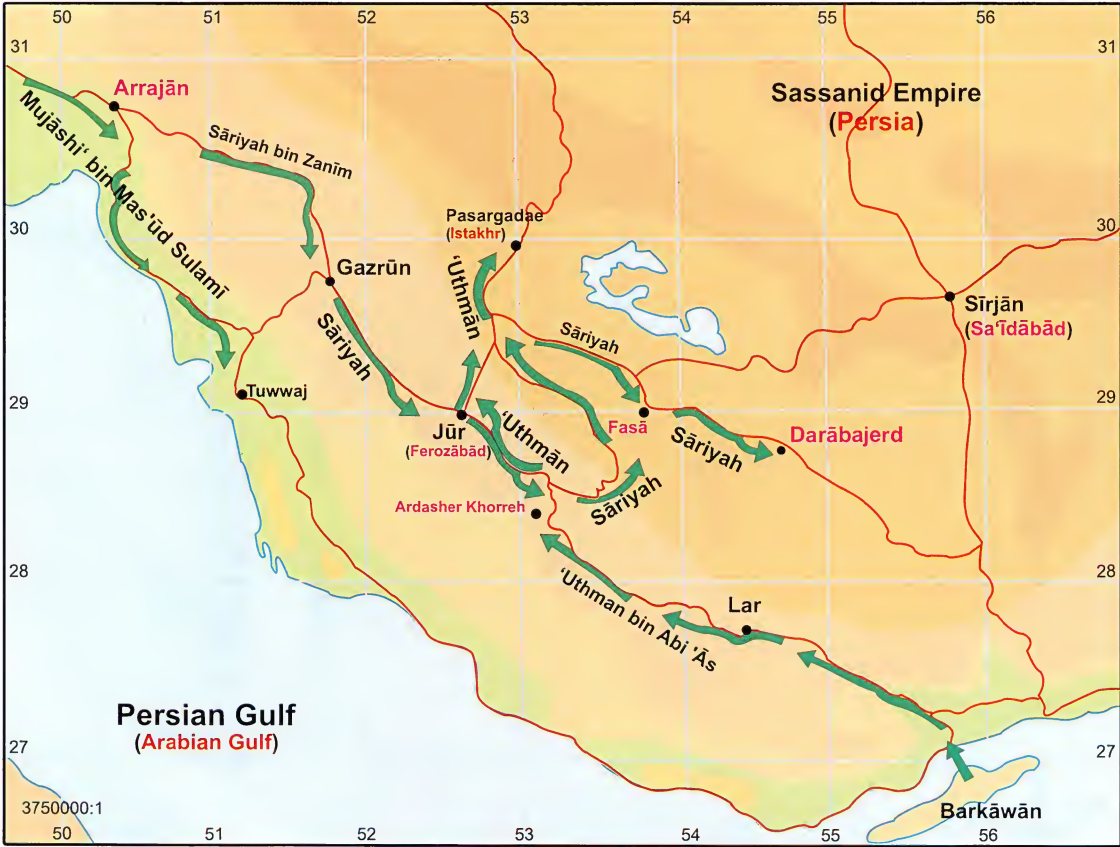 50 51 52 53 54 55 56
31 31
Arrajān
Sassanid Empire
(Persia)
Mujāshi‘ bin Mas'ūd Sulamī
Sāriyah bin Zanīm
Pasargadae
(Istakhr)
30 30
Gazrūn
'Uthmān
Sīrjān
(Sa‘īdābād)
Sāriyah
Sāriyah
Tuwwaj
29 29
Jūr
(Ferozābād)
'Uthmān
Fasā
Sāriyah
Darābajerd
Sāriyah
Ardasher Khorreh
28 28
‘Uthman bin Abi 'Ās
Lar
Persian Gulf
(Arabian Gulf)
27 27
3750000:1
Barkāwān
50 51 52 53 54 55 56